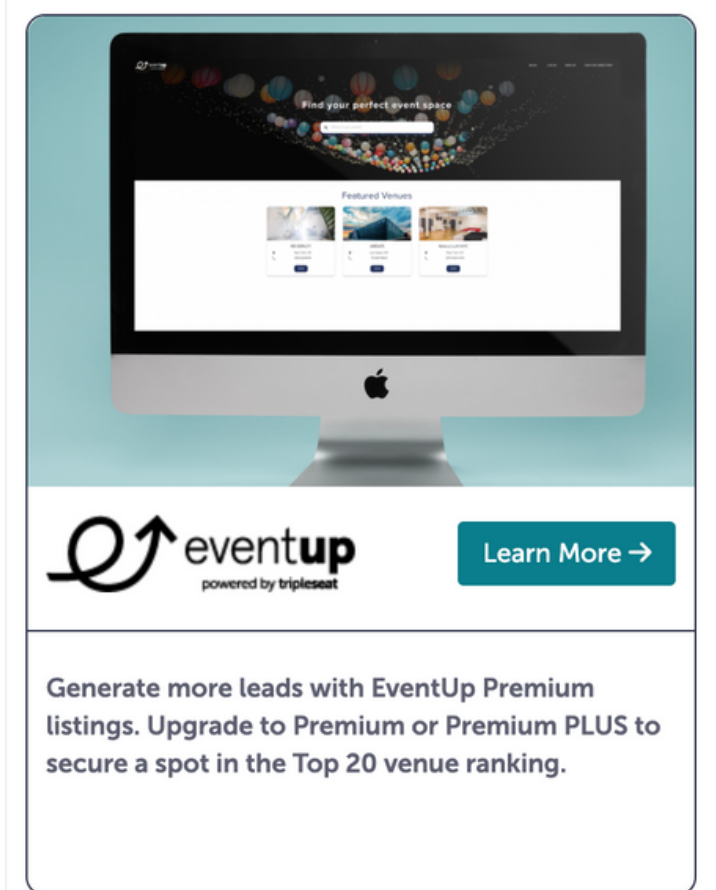 Find your perfect event space
Featured Venues
eventup
powered by tripleseat
Learn More →
Generate more leads with EventUp Premium
listings. Upgrade to Premium or Premium PLUS to
secure a spot in the Top 20 venue ranking.